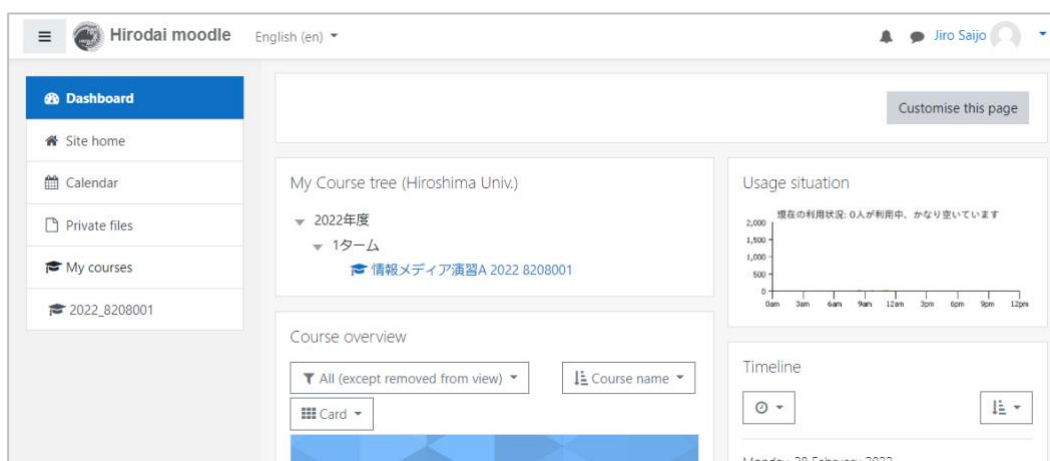 Hirodai moodle English (en)
Jiro Saijo
Dashboard
Site home
Calendar
Private files
My courses
2022_8208001
Customise this page
My Course tree (Hiroshima Univ.)
2022年度
1ターム
情報メディア演習A 2022 8208001
Course overview
All (except removed from view)
Course name
Card
Usage situation
現在の利用状況: 0人が利用中、かなり空いています
2,000
1,500
1,000
500
0
0am 3am 6am 9am 12am 3pm 6pm 9pm 12pm
Timeline
Monday, 28 February 2022